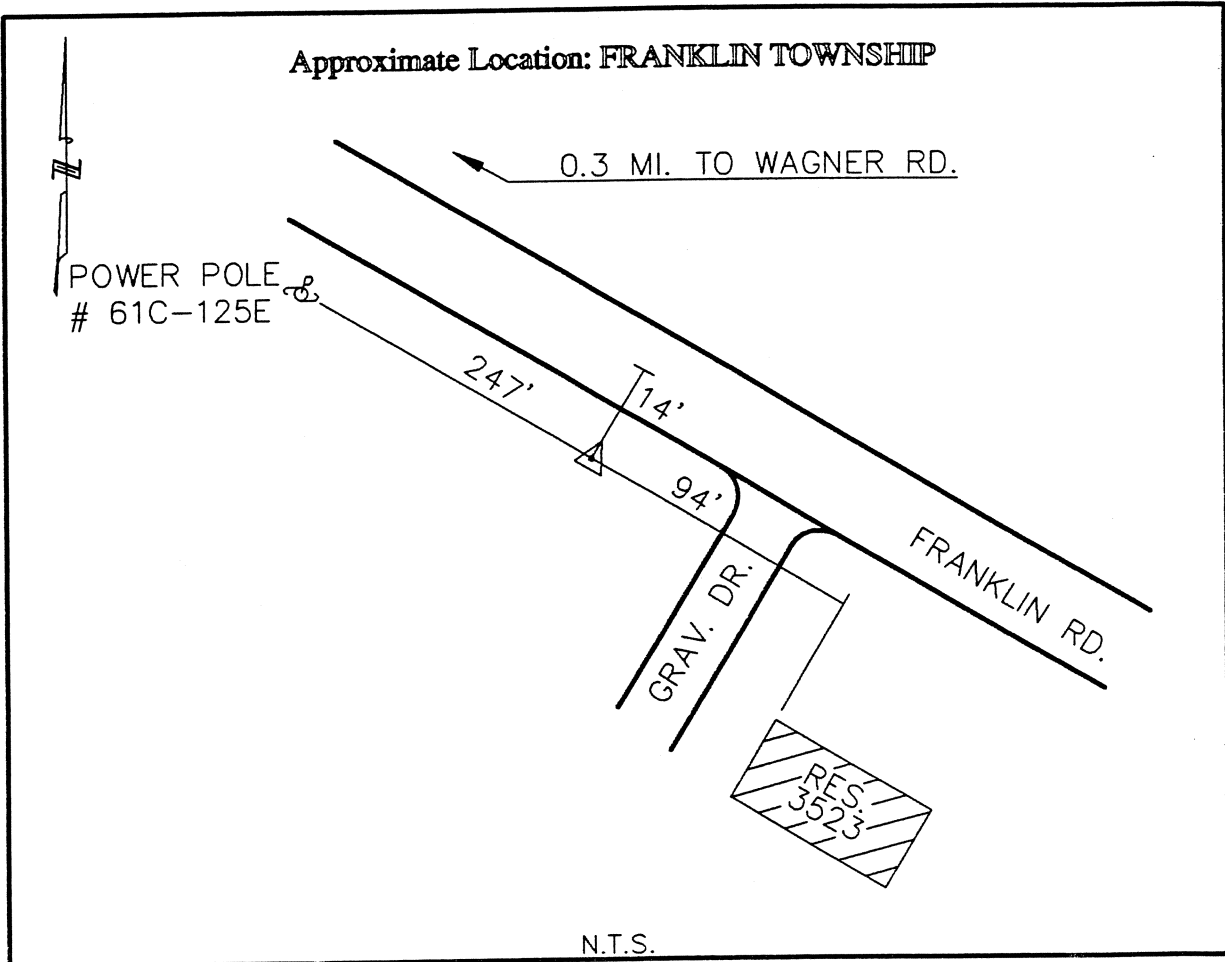 Approximate Location: FRANKLIN TOWNSHIP
N
0.3 MI. TO WAGNER RD.
POWER POLE
# 61C-125E
247'
14'
94'
FRANKLIN RD.
GRAV. DR.
RES.
3523
N.T.S.